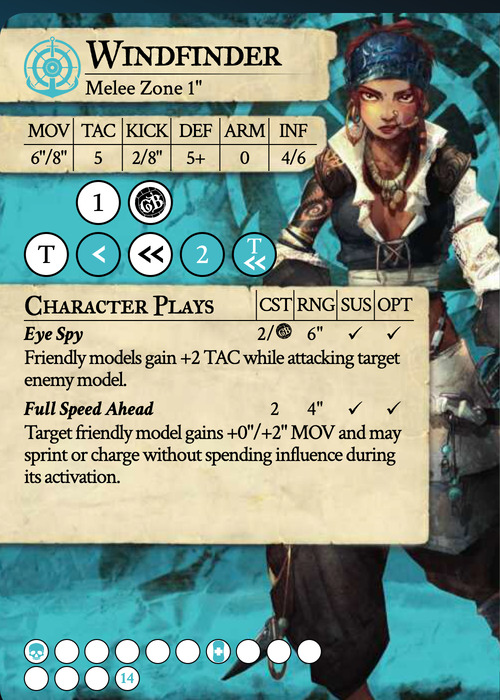 Windfinder
Melee Zone 1"
MOV TAC KICK DEF ARM INF
6"/8" 5 2/8" 5+ 0 4/6
1 GB
T < << 2 T <<
Character Plays CST RNG SUS OPT
Eye Spy 2/GB 6" ✓ ✓
Friendly models gain +2 TAC while attacking target
enemy model.
Full Speed Ahead 2 4" ✓ ✓
Target friendly model gains +0"/+2" MOV and may
sprint or charge without spending influence during
its activation.
14